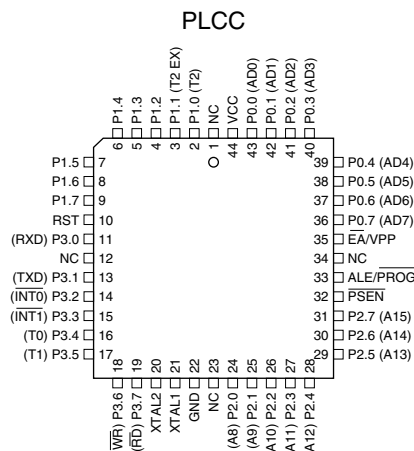 PLCC
P1.4
P1.3
P1.2
P1.1 (T2 EX)
P1.0 (T2)
NC
VCC
P0.0 (AD0)
P0.1 (AD1)
P0.2 (AD2)
P0.3 (AD3)
6
5
4
3
2
1
44
43
42
41
40
P1.5 7
P1.6 8
P1.7 9
RST 10
(RXD) P3.0 11
NC 12
(TXD) P3.1 13
(INT0) P3.2 14
(INT1) P3.3 15
(T0) P3.4 16
(T1) P3.5 17
39 P0.4 (AD4)
38 P0.5 (AD5)
37 P0.6 (AD6)
36 P0.7 (AD7)
35 EA/VPP
34 NC
33 ALE/PROG
32 PSEN
31 P2.7 (A15)
30 P2.6 (A14)
29 P2.5 (A13)
18
19
20
21
22
23
24
25
26
27
28
(WR) P3.6
(RD) P3.7
XTAL2
XTAL1
GND
NC
(A8) P2.0
(A9) P2.1
(A10) P2.2
(A11) P2.3
(A12) P2.4